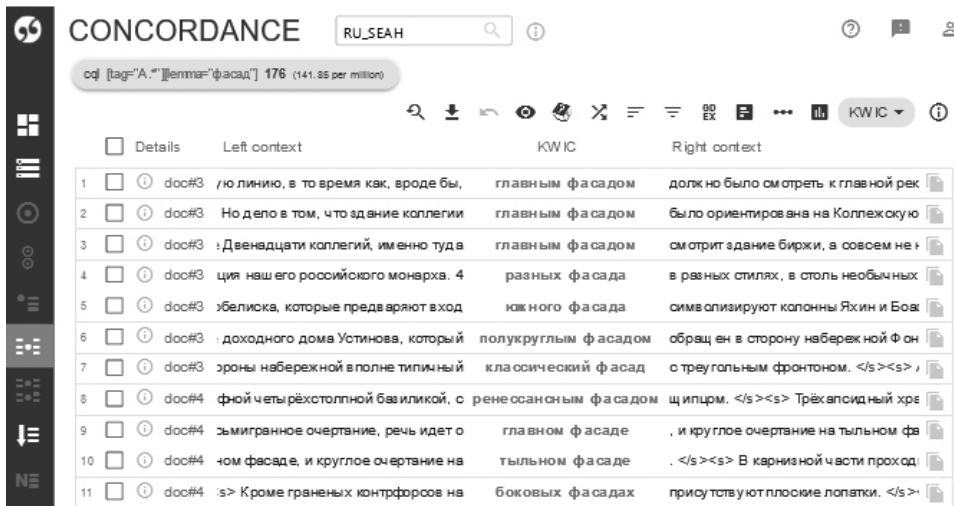 CONCORDANCE RU_SEAH
cql [tag="A.*"][lemma="фасад"] 176 (141.85 per million)
GD EX KWIC
Details Left context KWIC Right context
1 doc#3 ую линию, в то время как, вроде бы, главным фасадом должно было смотреть к главной рек
2 doc#3 Но дело в том, что здание коллегии главным фасадом было ориентирована на Коллежскую
3 doc#3 Двенадцати коллегий, именно туда главным фасадом смотрит здание биржи, а совсем не
4 doc#3 ция нашего российского монарха. 4 разных фасада в разных стилях, в столь необычных
5 doc#3 обелиска, которые предваряют вход южного фасада символизируют колонны Яхин и Боаз
6 doc#3 доходного дома Устинова, который полукруглым фасадом обращен в сторону набережной Фон
7 doc#3 ороны набережной вполне типичный классический фасад с треугольным фронтоном. </s><s>
8 doc#4 фной четырёхстолпной базиликой, с ренессансным фасадом щипцом. </s><s> Трёхапсидный хра
9 doc#4 сьмигранное очертание, речь идет о главном фасаде , и круглое очертание на тыльном фа
10 doc#4 ном фасаде, и круглое очертание на тыльном фасаде . </s><s> В карнизной части проход
11 doc#4 s> Кроме граненых контрфорсов на боковых фасадах присутствуют плоские лопатки. </s>